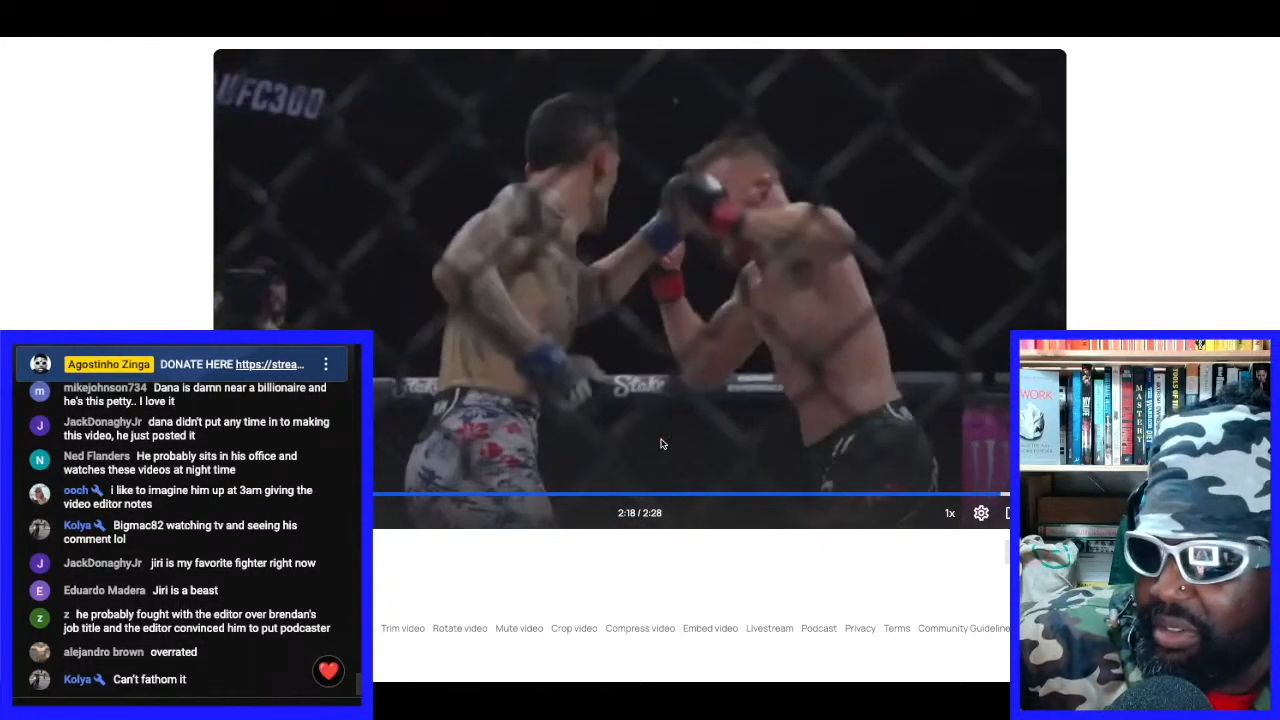 UFC300
Stake
2:18 / 2:28
1x
Agostinho Zinga DONATE HERE https://strea...
mikejohnson734 Dana is damn near a billionaire and
he's this petty.. I love it
JackDonaghyJr dana didn't put any time in to making
this video, he just posted it
Ned Flanders He probably sits in his office and
watches these videos at night time
ooch i like to imagine him up at 3am giving the
video editor notes
Kolya Bigmac82 watching tv and seeing his
comment lol
JackDonaghyJr jiri is my favorite fighter right now
Eduardo Madera Jiri is a beast
z he probably fought with the editor over brendan's
job title and the editor convinced him to put podcaster
alejandro brown overrated
Kolya Can't fathom it
Trim video Rotate video Mute video Crop video Compress video Embed video Livestream Podcast Privacy Terms Community Guideline
WORK
MASTERY
THE WARRIOR DIET
TOOLS OF